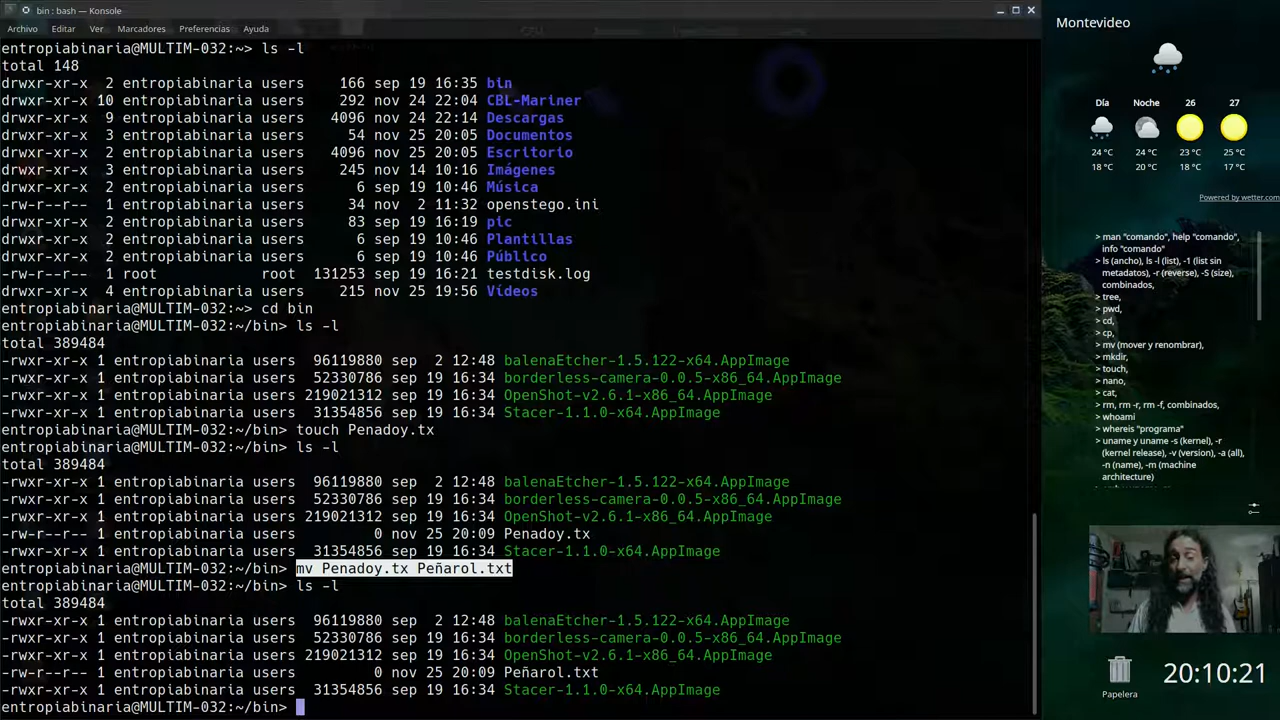 bin : bash — Konsole
Archivo Editar Ver Marcadores Preferencias Ayuda
entropiabinaria@MULTIM-032:~> ls -l
total 148
drwxr-xr-x 2 entropiabinaria users 166 sep 19 16:35 bin
drwxr-xr-x 10 entropiabinaria users 292 nov 24 22:04 CBL-Mariner
drwxr-xr-x 9 entropiabinaria users 4096 nov 24 22:14 Descargas
drwxr-xr-x 3 entropiabinaria users 54 nov 25 20:05 Documentos
drwxr-xr-x 2 entropiabinaria users 4096 nov 25 20:05 Escritorio
drwxr-xr-x 3 entropiabinaria users 245 nov 14 10:16 Imágenes
drwxr-xr-x 2 entropiabinaria users 6 sep 19 10:46 Música
-rw-r--r-- 1 entropiabinaria users 34 nov 2 11:32 openstego.ini
drwxr-xr-x 2 entropiabinaria users 83 sep 19 16:19 pic
drwxr-xr-x 2 entropiabinaria users 6 sep 19 10:46 Plantillas
drwxr-xr-x 2 entropiabinaria users 6 sep 19 10:46 Público
-rw-r--r-- 1 root root 131253 sep 19 16:21 testdisk.log
drwxr-xr-x 4 entropiabinaria users 215 nov 25 19:56 Vídeos
entropiabinaria@MULTIM-032:~> cd bin
entropiabinaria@MULTIM-032:~/bin> ls -l
total 389484
-rwxr-xr-x 1 entropiabinaria users 96119880 sep 2 12:48 balenaEtcher-1.5.122-x64.AppImage
-rwxr-xr-x 1 entropiabinaria users 52330786 sep 19 16:34 borderless-camera-0.0.5-x86_64.AppImage
-rwxr-xr-x 1 entropiabinaria users 219021312 sep 19 16:34 OpenShot-v2.6.1-x86_64.AppImage
-rwxr-xr-x 1 entropiabinaria users 31354856 sep 19 16:34 Stacer-1.1.0-x64.AppImage
entropiabinaria@MULTIM-032:~/bin> touch Penadoy.tx
entropiabinaria@MULTIM-032:~/bin> ls -l
total 389484
-rwxr-xr-x 1 entropiabinaria users 96119880 sep 2 12:48 balenaEtcher-1.5.122-x64.AppImage
-rwxr-xr-x 1 entropiabinaria users 52330786 sep 19 16:34 borderless-camera-0.0.5-x86_64.AppImage
-rwxr-xr-x 1 entropiabinaria users 219021312 sep 19 16:34 OpenShot-v2.6.1-x86_64.AppImage
-rw-r--r-- 1 entropiabinaria users 0 nov 25 20:09 Penadoy.tx
-rwxr-xr-x 1 entropiabinaria users 31354856 sep 19 16:34 Stacer-1.1.0-x64.AppImage
entropiabinaria@MULTIM-032:~/bin> mv Penadoy.tx Peñarol.txt
entropiabinaria@MULTIM-032:~/bin> ls -l
total 389484
-rwxr-xr-x 1 entropiabinaria users 96119880 sep 2 12:48 balenaEtcher-1.5.122-x64.AppImage
-rwxr-xr-x 1 entropiabinaria users 52330786 sep 19 16:34 borderless-camera-0.0.5-x86_64.AppImage
-rwxr-xr-x 1 entropiabinaria users 219021312 sep 19 16:34 OpenShot-v2.6.1-x86_64.AppImage
-rw-r--r-- 1 entropiabinaria users 0 nov 25 20:09 Peñarol.txt
-rwxr-xr-x 1 entropiabinaria users 31354856 sep 19 16:34 Stacer-1.1.0-x64.AppImage
entropiabinaria@MULTIM-032:~/bin>
Montevideo
Día Noche 26 27
24 °C 24 °C 23 °C 25 °C
18 °C 20 °C 18 °C 17 °C
Powered by wetter.com
> man "comando", help "comando",
info "comando"
> ls (ancho), ls -l (list), -1 (list sin
metadatos), -r (reverse), -S (size),
combinados,
> tree,
> pwd,
> cd,
> cp,
> mv (mover y renombrar),
> mkdir,
> touch,
> nano,
> cat,
> rm, rm -r, rm -f, combinados,
> whoami
> whereis "programa"
> uname y uname -s (kernel), -r
(kernel release), -v (version), -a (all),
-n (name), -m (machine
architecture)
Papelera
20:10:21